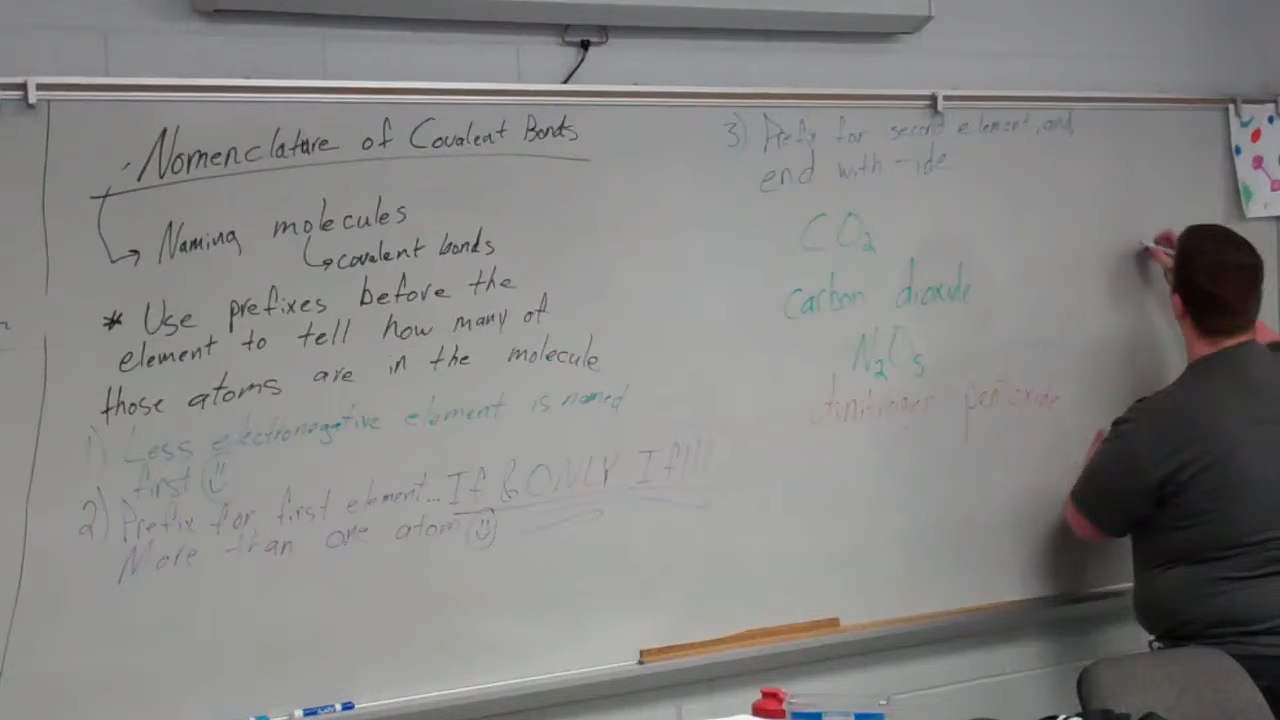 Nomenclature of Covalent Bonds
Naming molecules
covalent bonds
* Use prefixes before the
element to tell how many of
those atoms are in the molecule
1) Less electronegative element is named
first
2) Prefix for first element... If & ONLY If!!!
More than one atom
3) Prefix for second element, and
end with -ide
CO2
carbon dioxide
N2O5
dinitrogen pentoxide